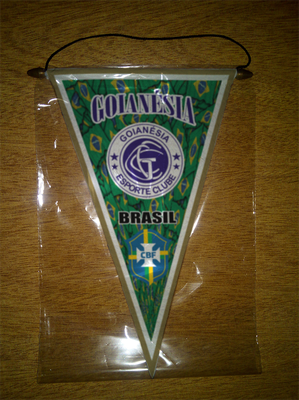 GOIANÉSIA
GOIANÉSIA
GEC
ESPORTE CLUBE
BRASIL
CBF